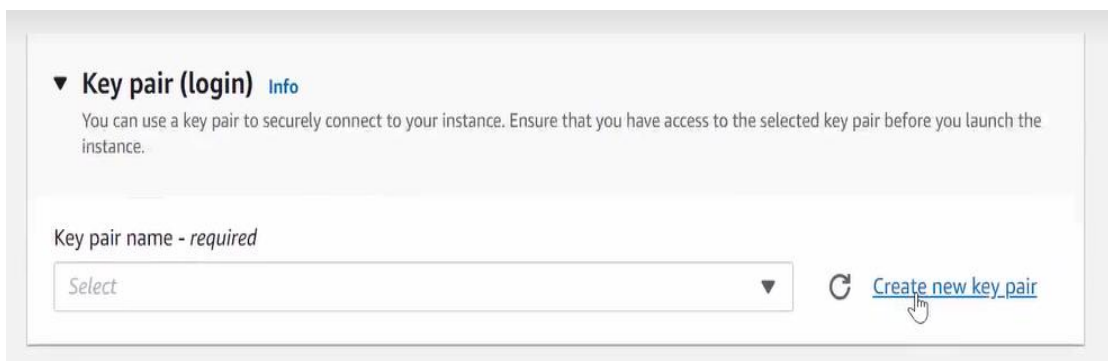 Key pair (login) Info
You can use a key pair to securely connect to your instance. Ensure that you have access to the selected key pair before you launch the
instance.
Key pair name - required
Select
Create new key pair